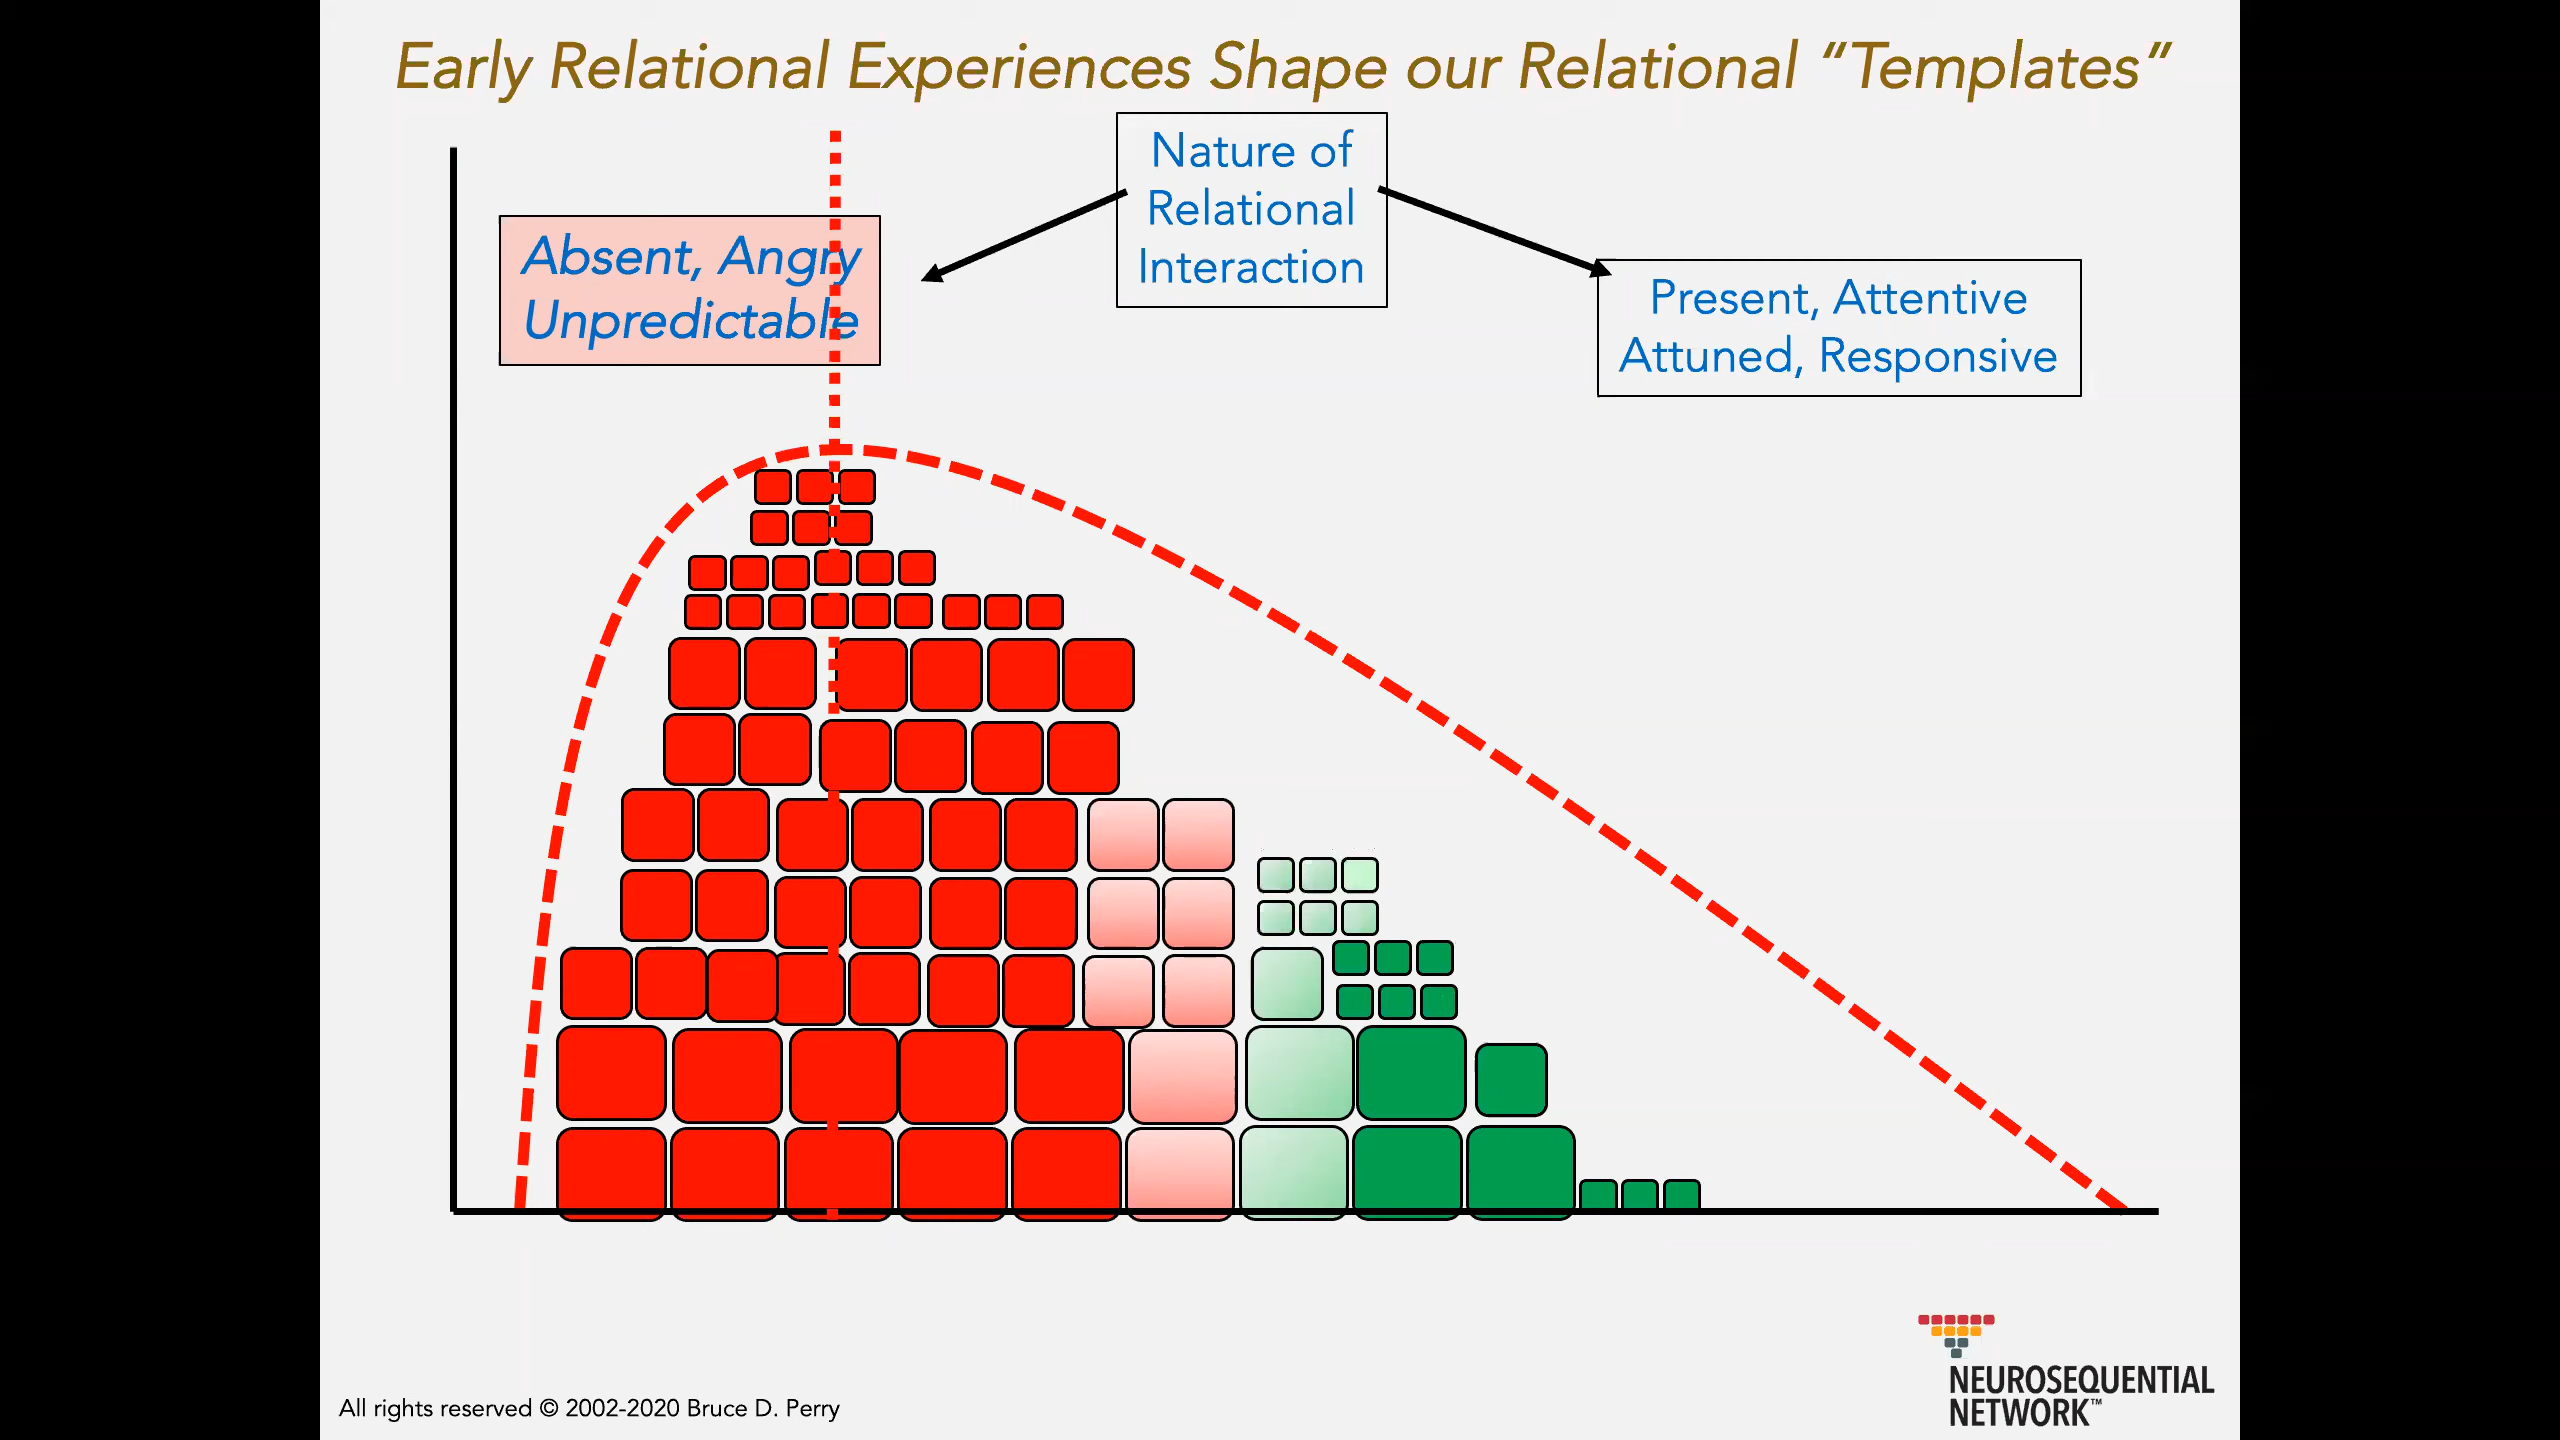 Early Relational Experiences Shape our Relational “Templates”
Nature of
Relational
Interaction
Absent, Angry
Unpredictable
Present, Attentive
Attuned, Responsive
All rights reserved © 2002-2020 Bruce D. Perry
NEUROSEQUENTIAL
NETWORK™